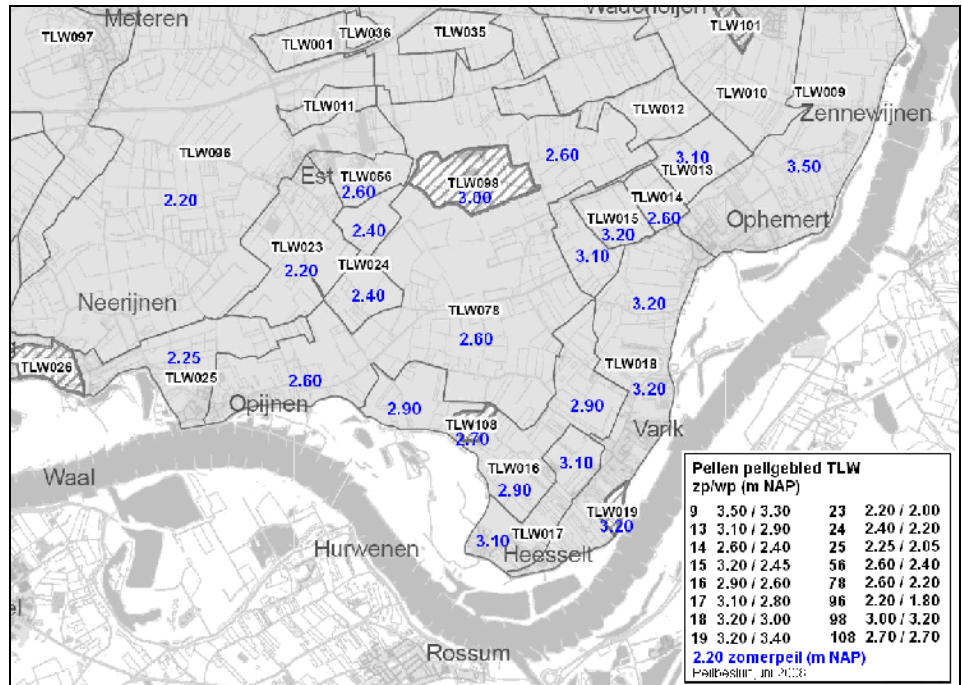 Meteren
Wadenoijen
TLW097
TLW036
TLW001
TLW035
TLW101
TLW011
TLW012
TLW010
TLW009
Zennewijnen
TLW096
2.20
Est
TLW056
2.60
TLW098
3.00
2.60
3.10
TLW013
3.50
2.40
TLW014
2.60
TLW015
3.20
Ophemert
TLW023
2.20
TLW024
2.40
3.10
3.20
Neerijnen
TLW078
2.60
TLW026
2.25
TLW025
2.60
Opijnen
TLW018
3.20
2.90
2.90
Varik
TLW108
2.70
Waal
TLW016
2.90
3.10
TLW019
3.20
3.10
TLW017
Heesselt
Hurwenen
Rossum
el
Peilen peilgebied TLW
zp/wp (m NAP)
9 3.50 / 3.30 23 2.20 / 2.00
13 3.10 / 2.90 24 2.40 / 2.20
14 2.60 / 2.40 25 2.25 / 2.05
15 3.20 / 2.45 56 2.60 / 2.40
16 2.90 / 2.60 78 2.60 / 2.20
17 3.10 / 2.80 96 2.20 / 1.80
18 3.20 / 3.00 98 3.00 / 3.20
19 3.20 / 3.40 108 2.70 / 2.70
2.20 zomerpeil (m NAP)
Peilbesluit juni 2008